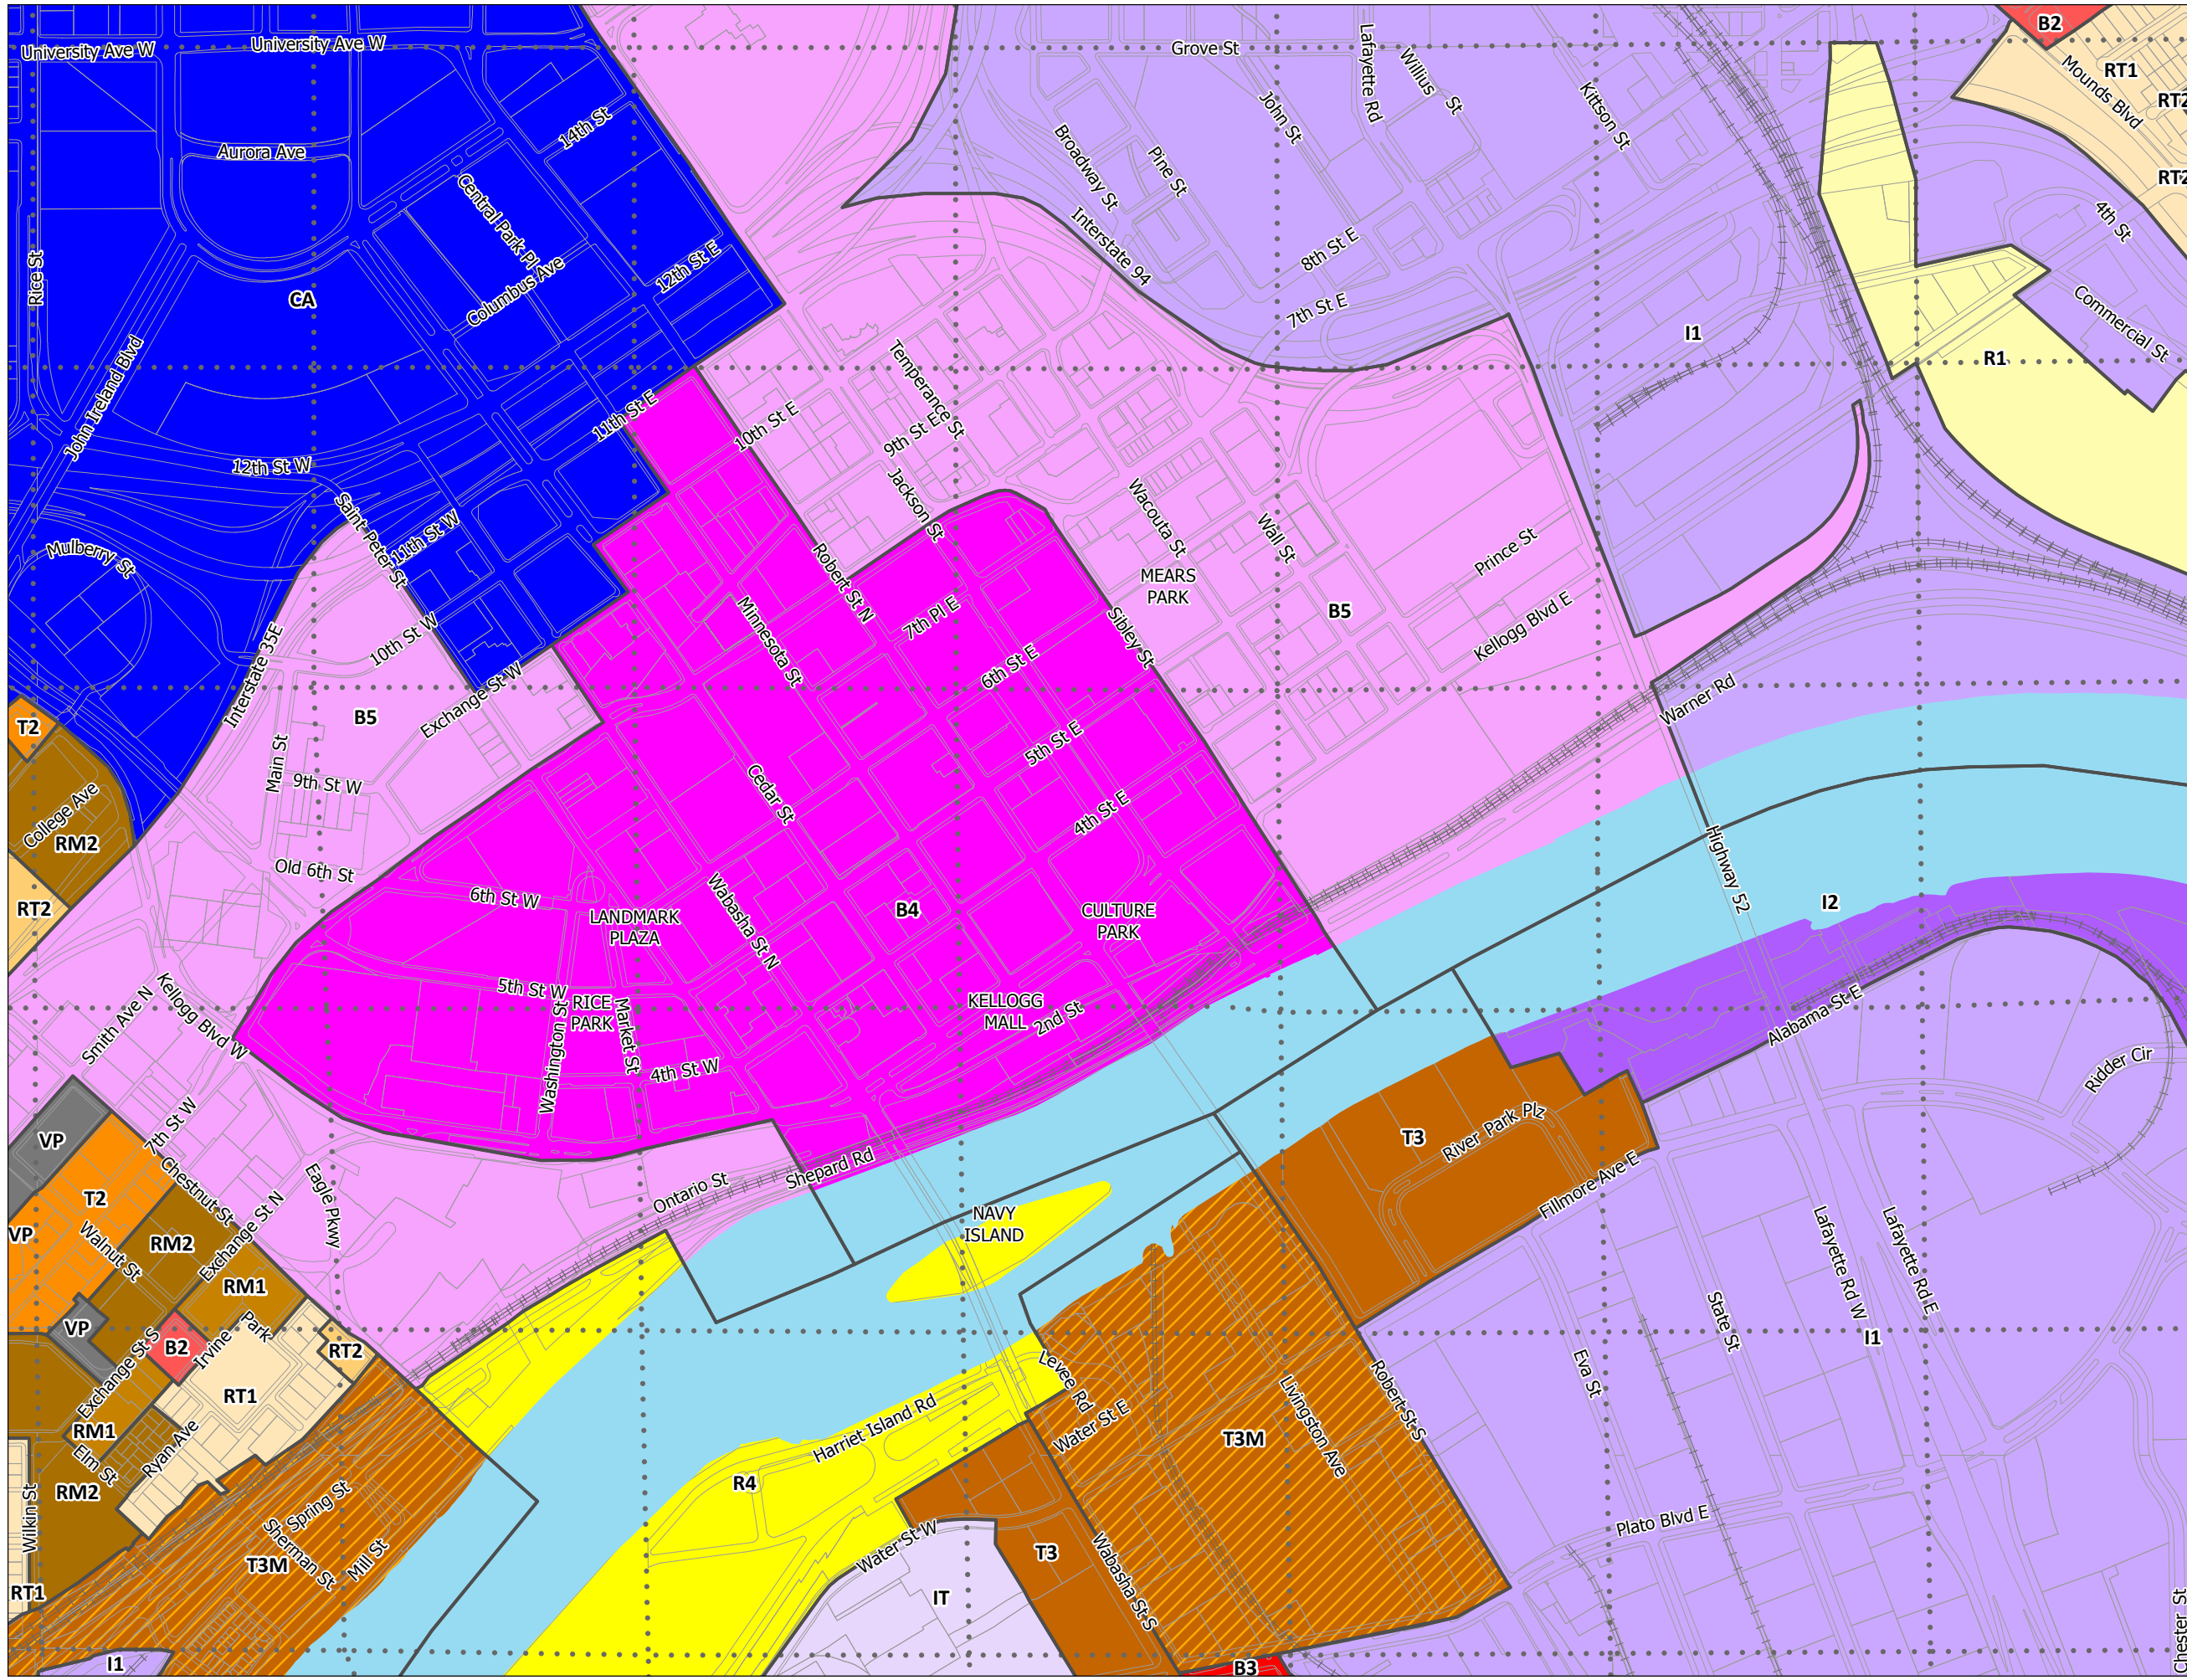 B2
University Ave W
University Ave W
Grove St
Lafayette Rd
Willius St
Mounds Blvd
RT1
RT2
Kittson St
John St
14th St
Aurora Ave
Broadway St
Pine St
RT2
Central Park Pl
4th St
Interstate 94
8th St E
12th St E
Rice St
Columbus Ave
CA
7th St E
Commercial St
I1
R1
John Ireland Blvd
Temperance St
11th St E
10th St E
9th St E
12th St W
Jackson St
Saint Peter St
11th St W
Wacouta St
Wall St
Mulberry St
Robert St N
Prince St
MEARS
PARK
B5
Minnesota St
7th Pl E
Sibley St
Kellogg Blvd E
10th St W
6th St E
Interstate 35E
Exchange St W
B5
Warner Rd
T2
5th St E
Main St
9th St W
Cedar St
College Ave
RM2
4th St E
Highway 52
Old 6th St
6th St W
Wabasha St N
RT2
LANDMARK
PLAZA
B4
CULTURE
PARK
I2
5th St W
RICE
PARK
KELLOGG
MALL
2nd St
Alabama St E
Smith Ave N
Kellogg Blvd W
Washington St
Market St
4th St W
Ridder Cir
VP
7th St W
T3
River Park Plz
Shepard Rd
Ontario St
Fillmore Ave E
T2
Chestnut St
Eagle Pkwy
NAVY
ISLAND
VP
Walnut St
RM2
Exchange St N
RM1
Lafayette Rd W
Lafayette Rd E
VP
B2
Irvine Park
RT2
State St
I1
Exchange St S
RT1
Levee Rd
Eva St
Robert St S
Livingston Ave
RM1
Elm St
Ryan Ave
Harriet Island Rd
Water St E
T3M
R4
RM2
Spring St
Wilkin St
Sherman St
Mill St
T3M
Water St W
T3
Plato Blvd E
Wabasha St S
RT1
IT
Chester St
I1
B3